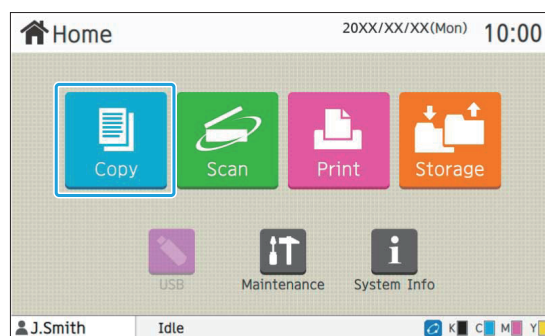 Home 20XX/XX/XX(Mon) 10:00
Copy Scan Print Storage
USB Maintenance System Info
J.Smith Idle K C M Y